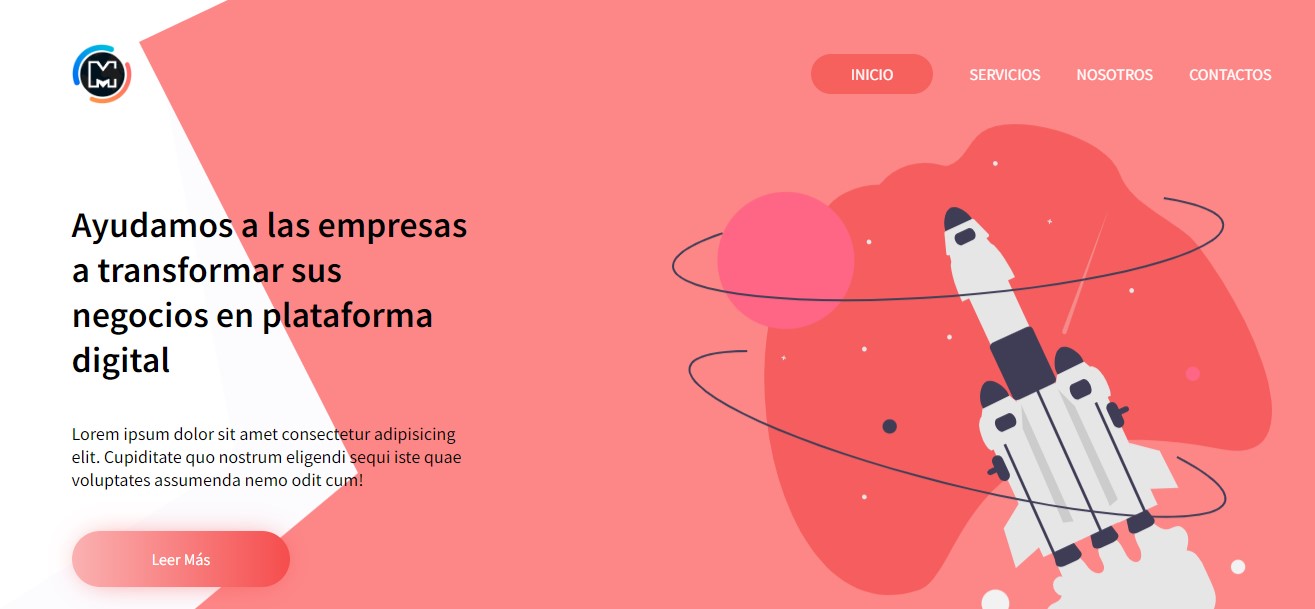 M
INICIO
SERVICIOS
NOSOTROS
CONTACTOS
Ayudamos a las empresas
a transformar sus
negocios en plataforma
digital
Lorem ipsum dolor sit amet consectetur adipisicing
elit. Cupiditate quo nostrum eligendi sequi iste quae
voluptates assumenda nemo odit cum!
Leer Más